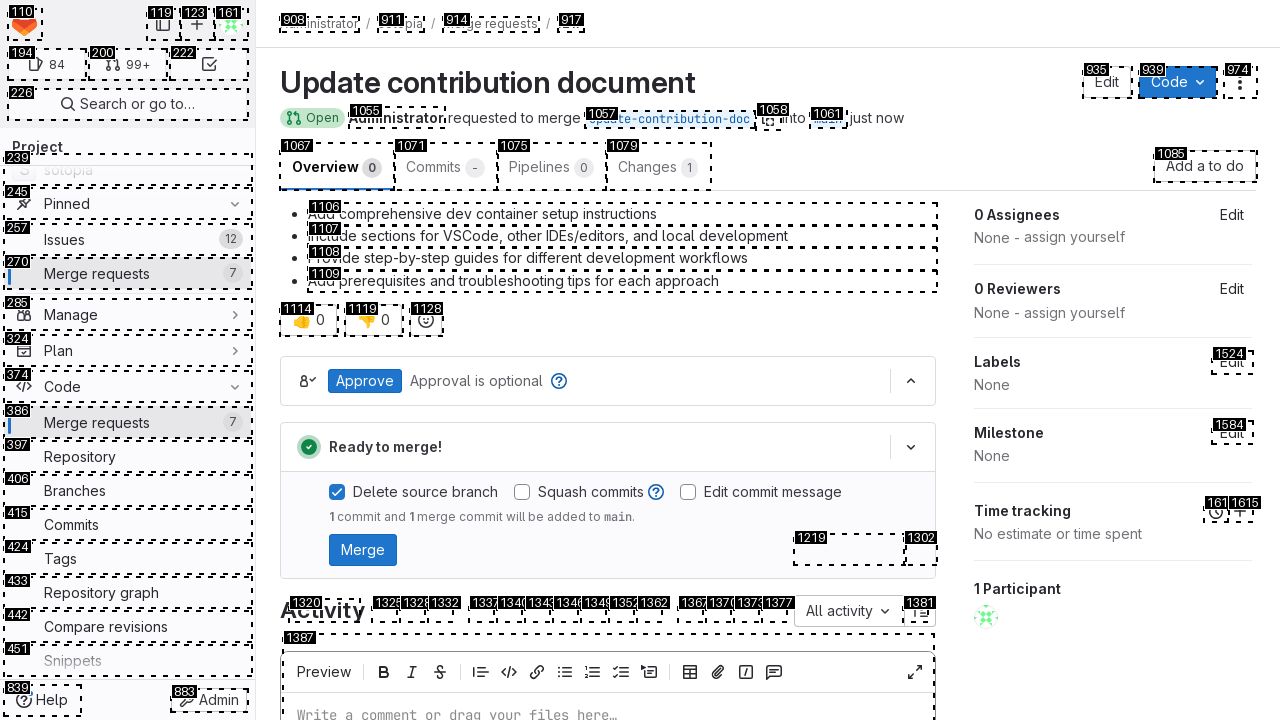 110
119
123
161
194
84
200
99+
222
226
Search or go to…
Project
239
sotopia
245
Pinned
257
Issues
12
270
Merge requests
7
285
Manage
324
Plan
374
Code
386
Merge requests
7
397
Repository
406
Branches
415
Commits
424
Tags
433
Repository graph
442
Compare revisions
451
Snippets
839
Help
883
Admin
908
Administrator
/
911
sotopia
/
914
Merge requests
/
917
Update contribution document
935
Edit
939
Code
974
Open
1055
Administrator requested to merge
1057
update-contribution-doc
1058
into
1061
main
just now
1067
Overview 0
1071
Commits -
1075
Pipelines 0
1079
Changes 1
1085
Add a to do
1106
Add comprehensive dev container setup instructions
1107
Include sections for VSCode, other IDEs/editors, and local development
1108
Provide step-by-step guides for different development workflows
1109
Add prerequisites and troubleshooting tips for each approach
1114
👍 0
1119
👎 0
1128
Approve
Approval is optional
Ready to merge!
Delete source branch
Squash commits
Edit commit message
1 commit and 1 merge commit will be added to main.
Merge
1219
1302
Activity
1320
1325
1328
1332
1337
1340
1343
1346
1349
1352
1362
1367
1370
1373
1377
All activity
1381
1387
Preview
B
I
S
Write a comment or drag your files here…
0 Assignees
Edit
None - assign yourself
0 Reviewers
Edit
None - assign yourself
Labels
1524
Edit
None
Milestone
1584
Edit
None
Time tracking
161
1615
No estimate or time spent
1 Participant